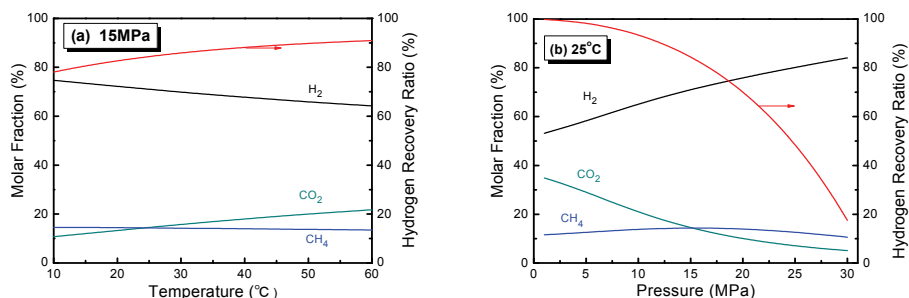 (a) 15MPa
Molar Fraction (%)
100
80
60
40
20
0
H2
CO2
CH4
100
80
60
40
20
0
Hydrogen Recovery Ratio (%)
10 20 30 40 50 60
Temperature (℃)
(b) 25°C
Molar Fraction (%)
100
80
60
40
20
0
H2
CO2
CH4
100
80
60
40
20
0
Hydrogen Recovery Ratio (%)
0 5 10 15 20 25 30
Pressure (MPa)